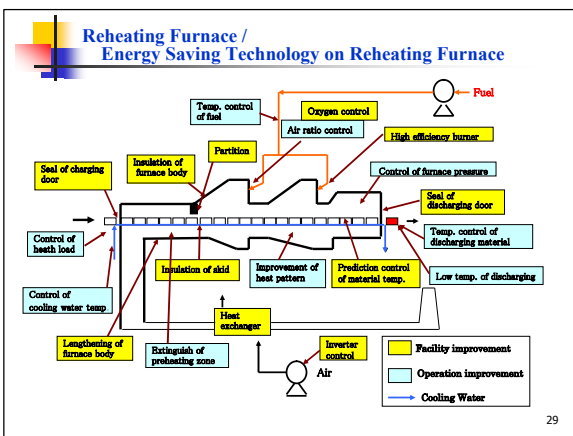 Reheating Furnace /
Energy Saving Technology on Reheating Furnace
Fuel
Temp. control
of fuel
Oxygen control
Air ratio control
High efficiency burner
Partition
Insulation of
furnace body
Control of furnace pressure
Seal of charging
door
Seal of
discharging door
Control of
heath load
Temp. control of
discharging material
Insulation of skid
Improvement of
heat pattern
Prediction control
of material temp.
Low temp. of discharging
Control of
cooling water temp
Heat
exchanger
Lengthening of
furnace body
Extinguish of
preheating zone
Inverter
control
Air
Facility improvement
Operation improvement
Cooling Water
29